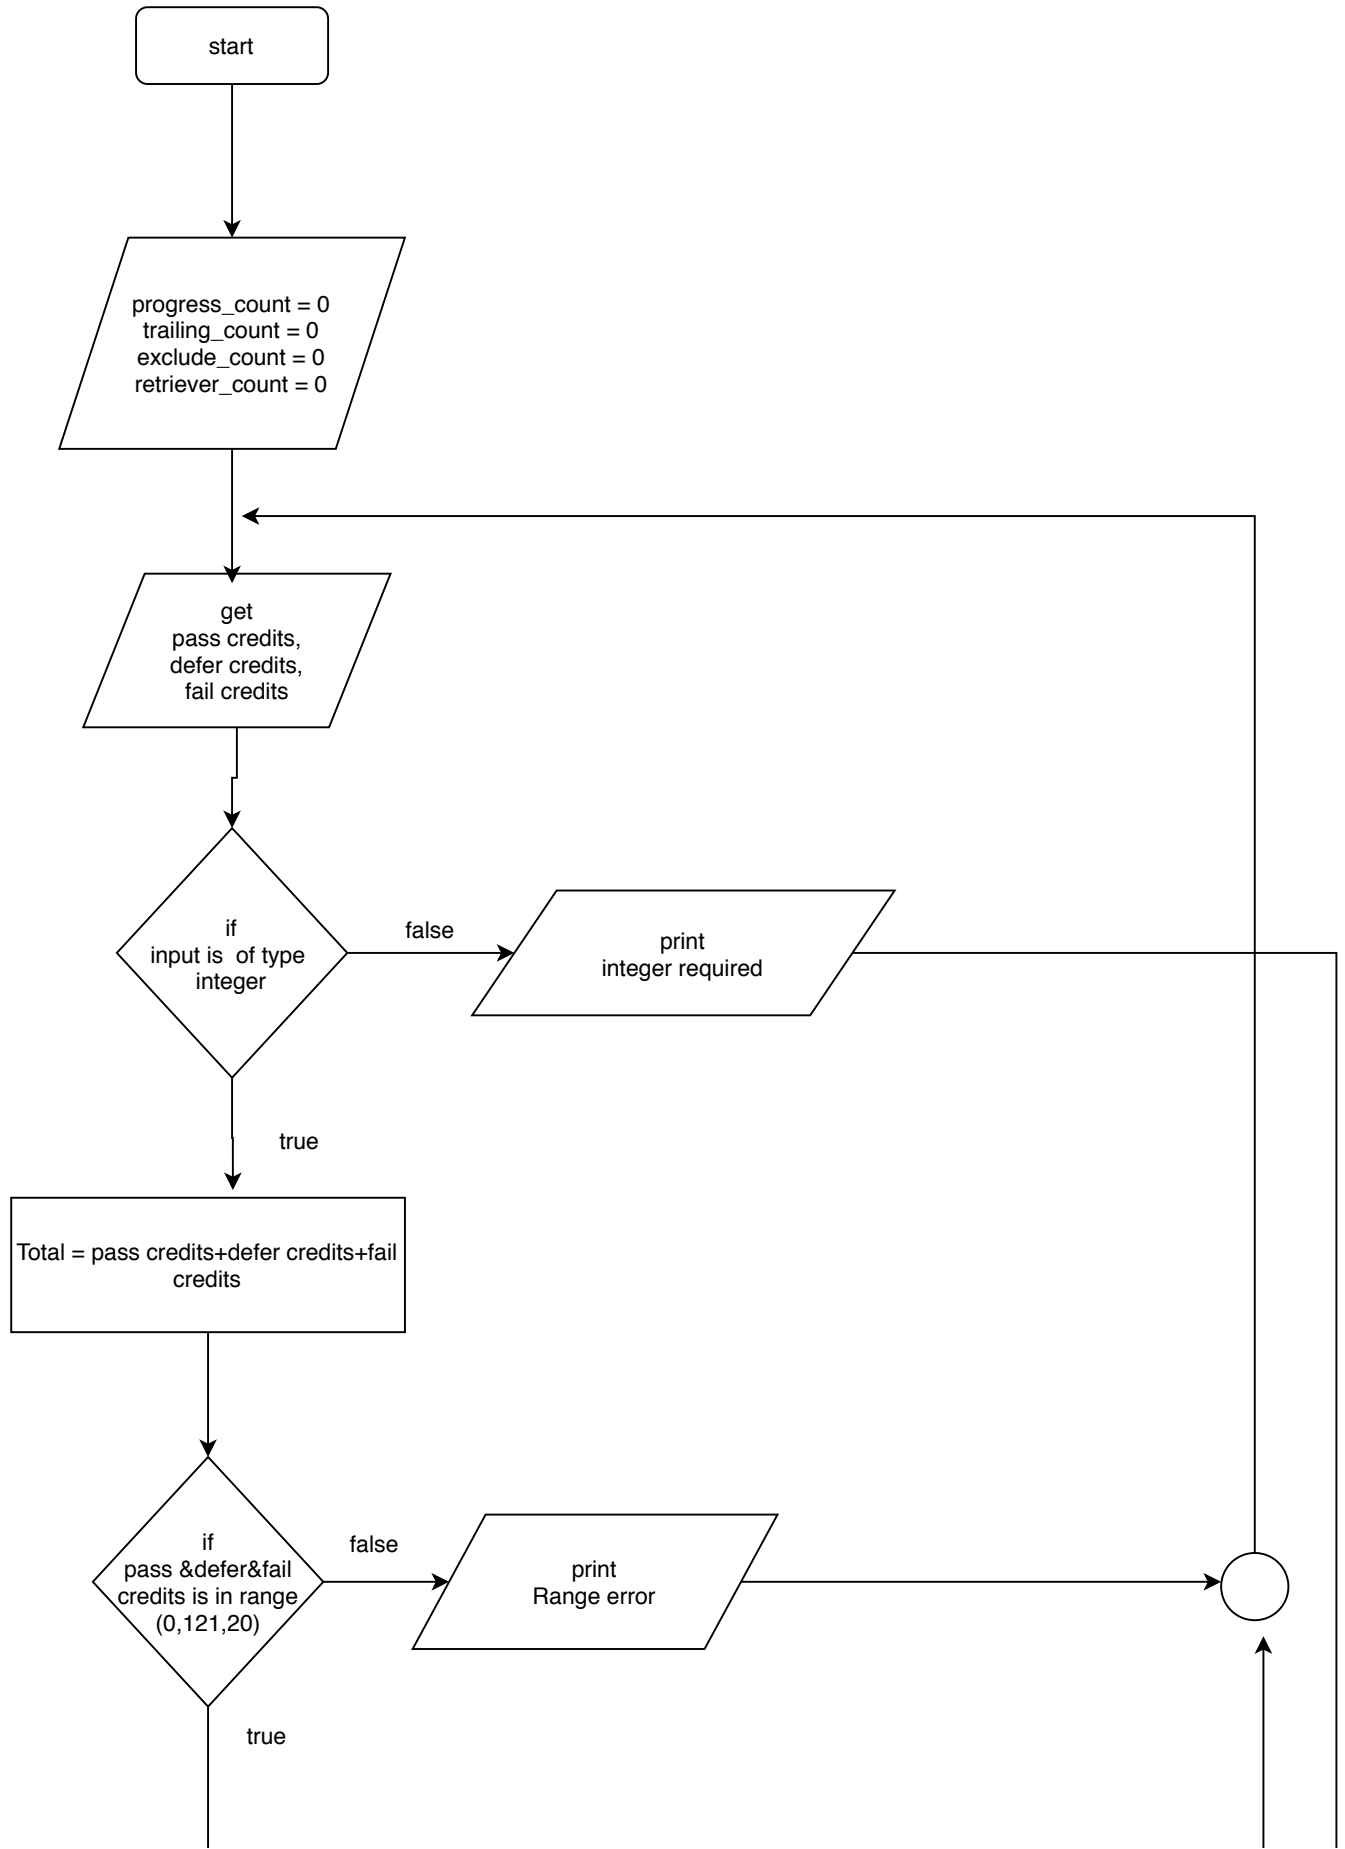 start
progress_count = 0
trailing_count = 0
exclude_count = 0
retriever_count = 0
get
pass credits,
defer credits,
fail credits
if
input is  of type
integer
false
print
integer required
true
Total = pass credits+defer credits+fail
credits
if
pass &defer&fail
credits is in range
(0,121,20)
false
print
Range error
true